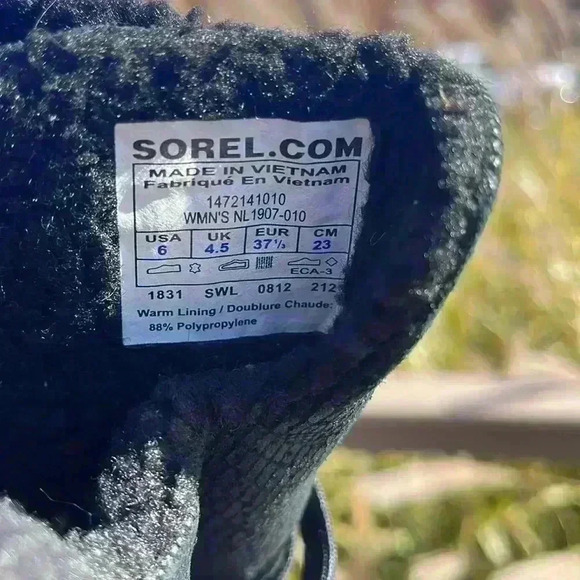 SOREL.COM
MADE IN VIETNAM
Fabriqué En Vietnam
1472141010
WMN'S NL1907-010
USA UK EUR CM
6 4.5 37⅓ 23
ECA-3
1831 SWL 0812 212
Warm Lining / Doublure Chaude:
88% Polypropylene